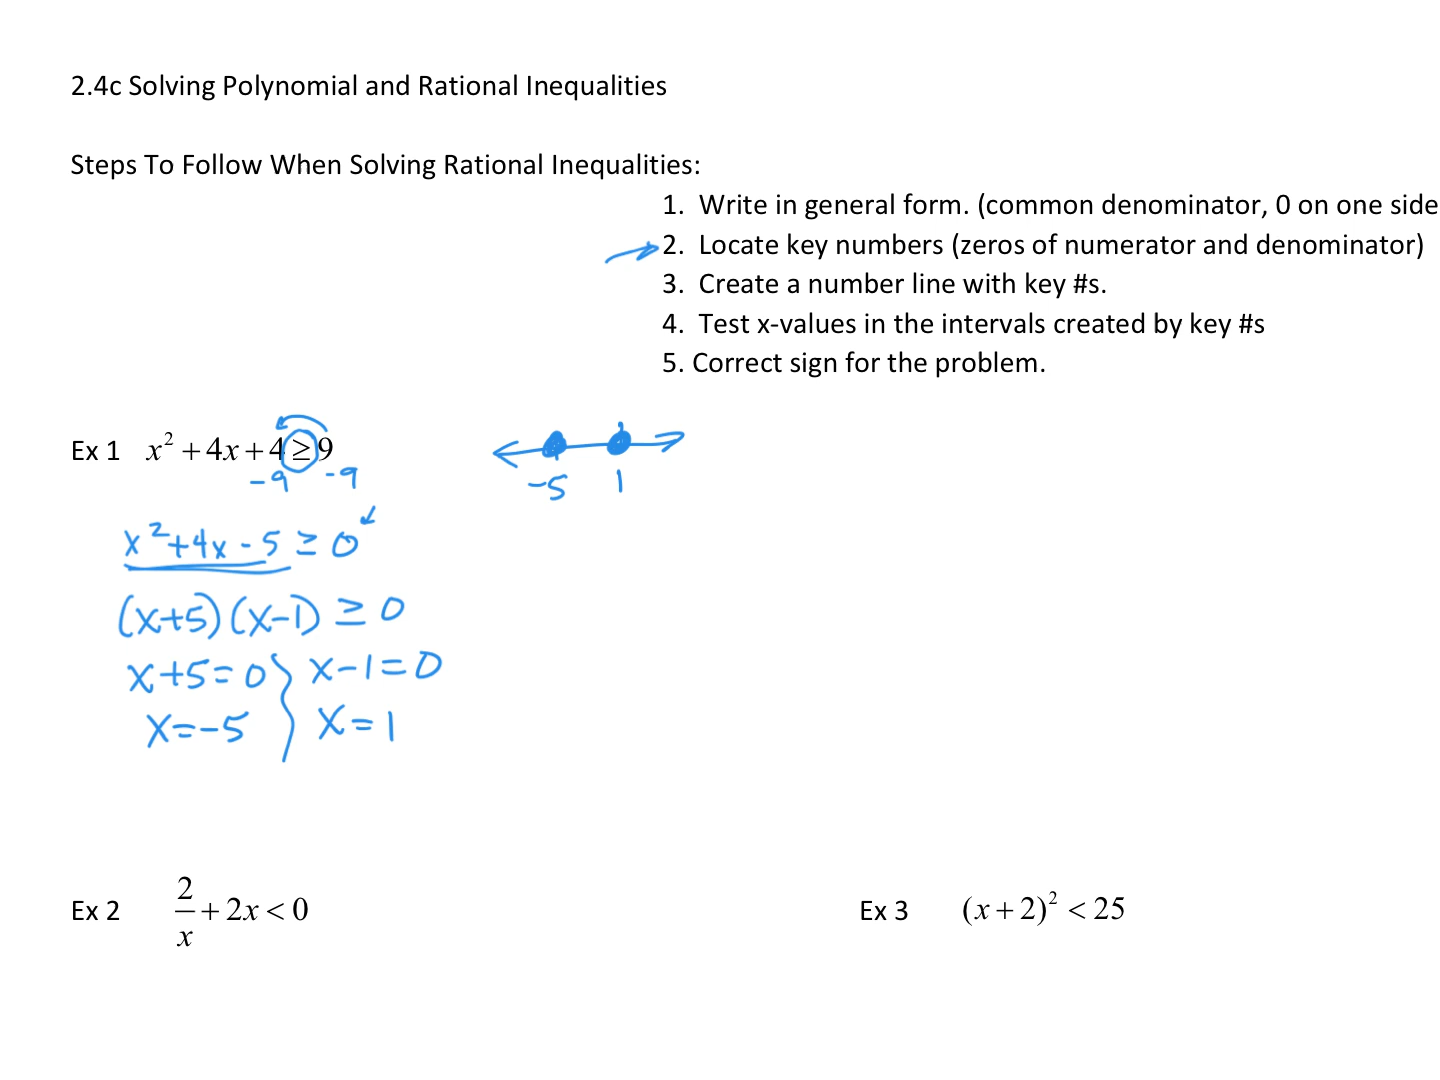 2.4c Solving Polynomial and Rational Inequalities
Steps To Follow When Solving Rational Inequalities:
1. Write in general form. (common denominator, 0 on one side
2. Locate key numbers (zeros of numerator and denominator)
3. Create a number line with key #s.
4. Test x-values in the intervals created by key #s
5. Correct sign for the problem.
Ex 1 x² + 4x + 4 ≥ 9
-9 -9
-5 1
x² + 4x - 5 ≥ 0
(x+5)(x-1) ≥ 0
x+5=0 x-1=0
x=-5 x=1
Ex 2 2/x + 2x < 0
Ex 3 (x + 2)² < 25